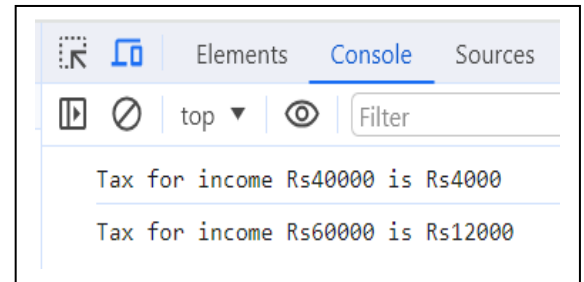 Elements Console Sources
top ▼ Filter
Tax for income Rs40000 is Rs4000
Tax for income Rs60000 is Rs12000